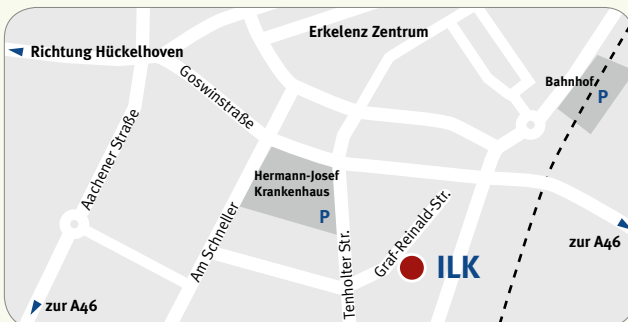 Erkelenz Zentrum
Richtung Hückelhoven
Bahnhof
P
Goswinstraße
Aachener Straße
Hermann-Josef
Krankenhaus
P
Am Schneller
Tenholter Str.
Graf-Reinald-Str.
ILK
zur A46
zur A46